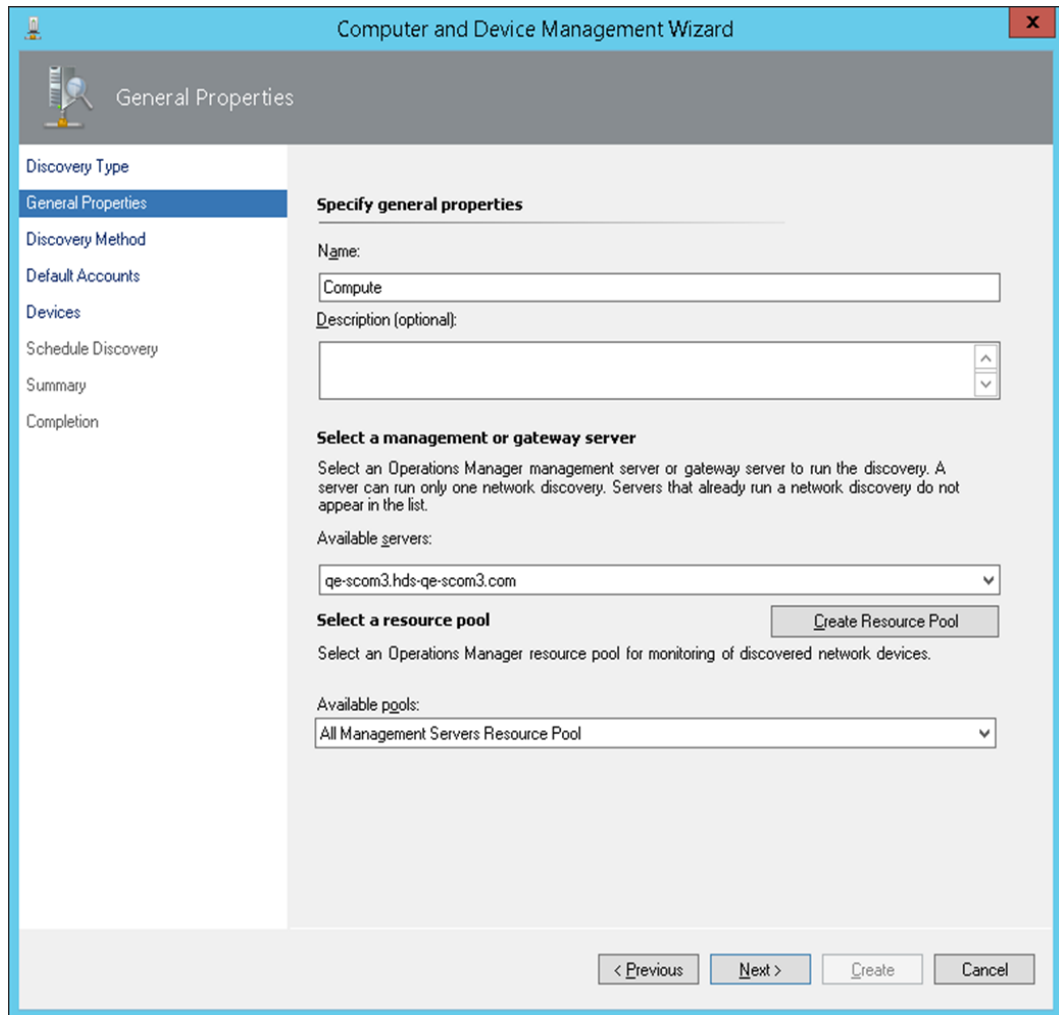 Computer and Device Management Wizard
x
General Properties
Discovery Type
General Properties
Discovery Method
Default Accounts
Devices
Schedule Discovery
Summary
Completion
Specify general properties
Name:
Compute
Description (optional):
Select a management or gateway server
Select an Operations Manager management server or gateway server to run the discovery. A
server can run only one network discovery. Servers that already run a network discovery do not
appear in the list.
Available servers:
qe-scom3.hds-qe-scom3.com
Select a resource pool
Create Resource Pool
Select an Operations Manager resource pool for monitoring of discovered network devices.
Available pools:
All Management Servers Resource Pool
< Previous
Next >
Create
Cancel